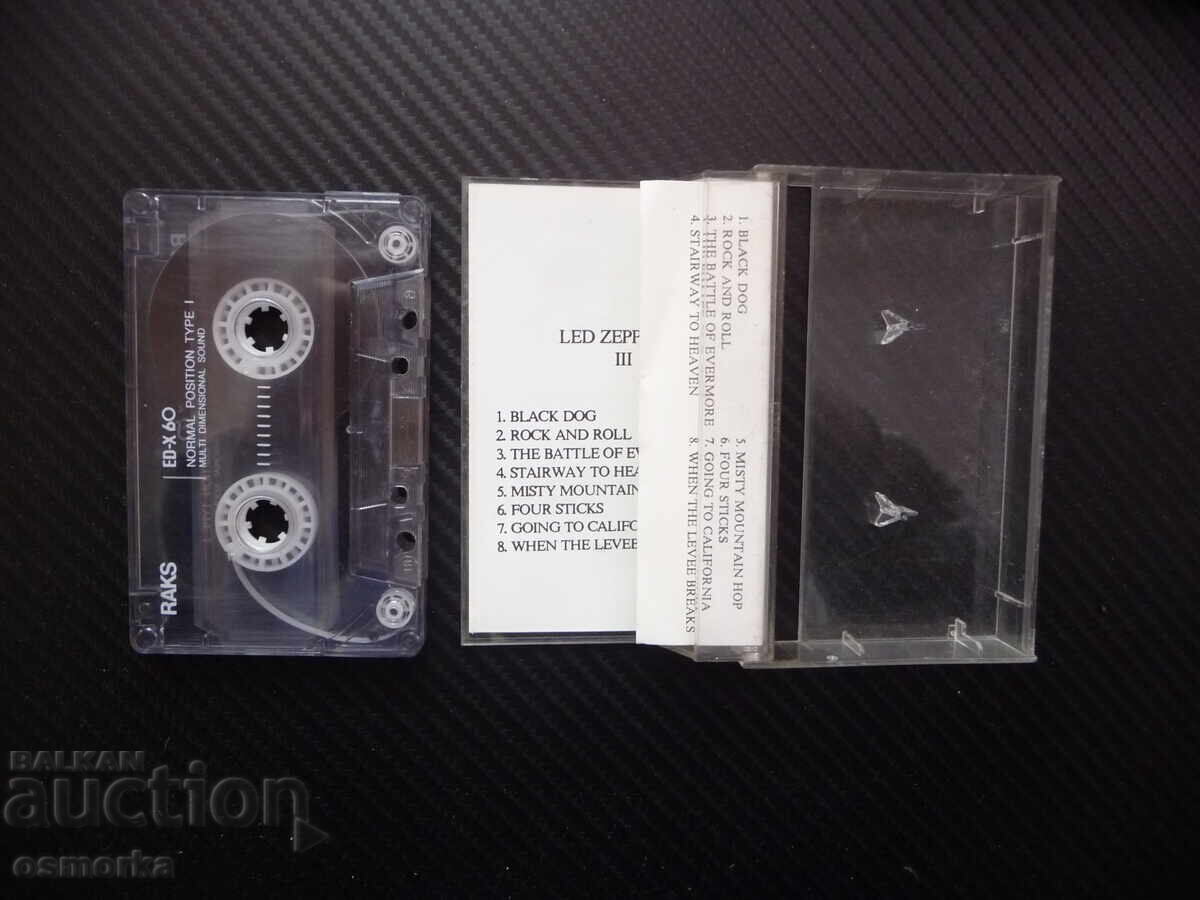 RAKS
ED-X 60
NORMAL POSITION TYPE I
MULTI DIMENSIONAL SOUND
B
LED ZEPP
III
1. BLACK DOG
2. ROCK AND ROLL
3. THE BATTLE OF EV
4. STAIRWAY TO HEA
5. MISTY MOUNTAIN
6. FOUR STICKS
7. GOING TO CALIFO
8. WHEN THE LEVEE
1. BLACK DOG
2. ROCK AND ROLL
3. THE BATTLE OF EVERMORE
4. STAIRWAY TO HEAVEN
5. MISTY MOUNTAIN HOP
6. FOUR STICKS
7. GOING TO CALIFORNIA
8. WHEN THE LEVEE BREAKS
BALKAN
auction
osmorka